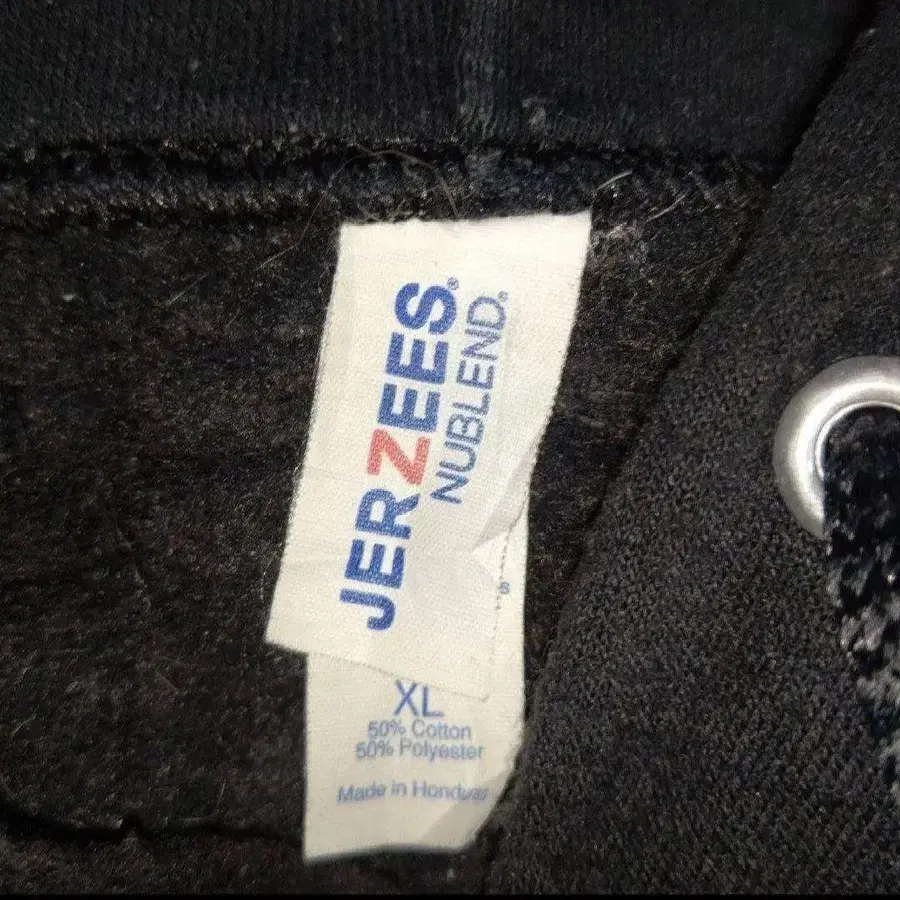 JERZEES®
NUBLEND®
XL
50% Cotton
50% Polyester
Made in Honduras